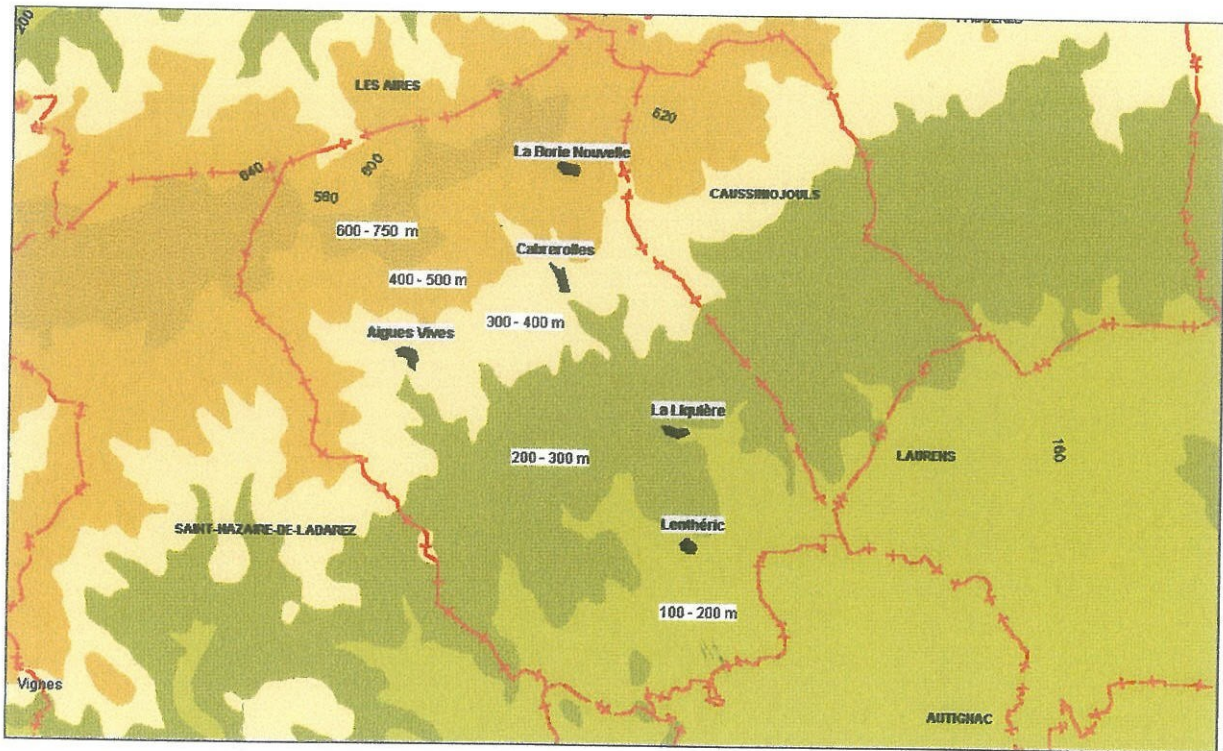 200
LES AIRES
620
La Borie Nouvelle
640
600
560
CAUSSINIOJOULS
600 - 750 m
Cabrerolles
400 - 500 m
300 - 400 m
Aigues Vives
La Liquière
200 - 300 m
LAURENS
160
SAINT-NAZAIRE-DE-LADAREZ
Lenthéric
100 - 200 m
Vignes
AUTIGNAC